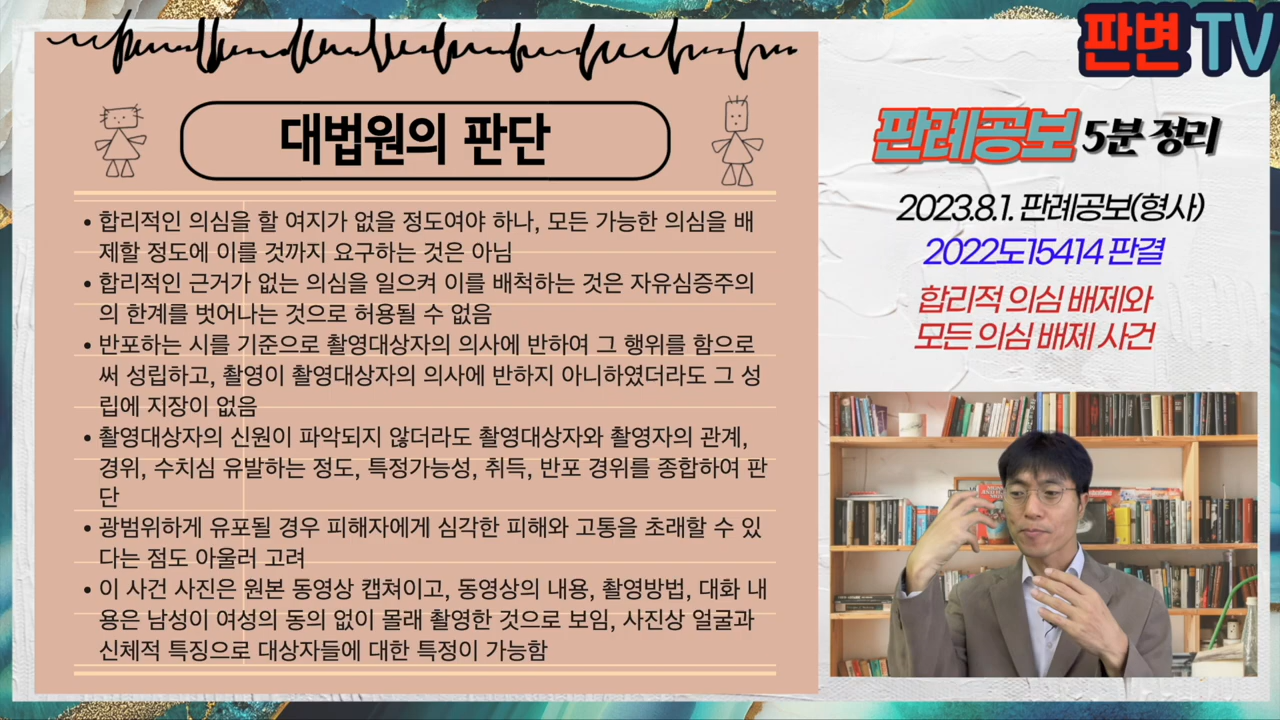 판변 TV
대법원의 판단
• 합리적인 의심을 할 여지가 없을 정도여야 하나, 모든 가능한 의심을 배
제할 정도에 이를 것까지 요구하는 것은 아님
• 합리적인 근거가 없는 의심을 일으켜 이를 배척하는 것은 자유심증주의
의 한계를 벗어나는 것으로 허용될 수 없음
• 반포하는 시를 기준으로 촬영대상자의 의사에 반하여 그 행위를 함으로
써 성립하고, 촬영이 촬영대상자의 의사에 반하지 아니하였더라도 그 성
립에 지장이 없음
• 촬영대상자의 신원이 파악되지 않더라도 촬영대상자와 촬영자의 관계,
경위, 수치심 유발하는 정도, 특정가능성, 취득, 반포 경위를 종합하여 판
단
• 광범위하게 유포될 경우 피해자에게 심각한 피해와 고통을 초래할 수 있
다는 점도 아울러 고려
• 이 사건 사진은 원본 동영상 캡쳐이고, 동영상의 내용, 촬영방법, 대화 내
용은 남성이 여성의 동의 없이 몰래 촬영한 것으로 보임, 사진상 얼굴과
신체적 특징으로 대상자들에 대한 특정이 가능함
판례공보 5분 정리
2023.8.1. 판례공보(형사)
2022도15414 판결
합리적 의심 배제와
모든 의심 배제 사건